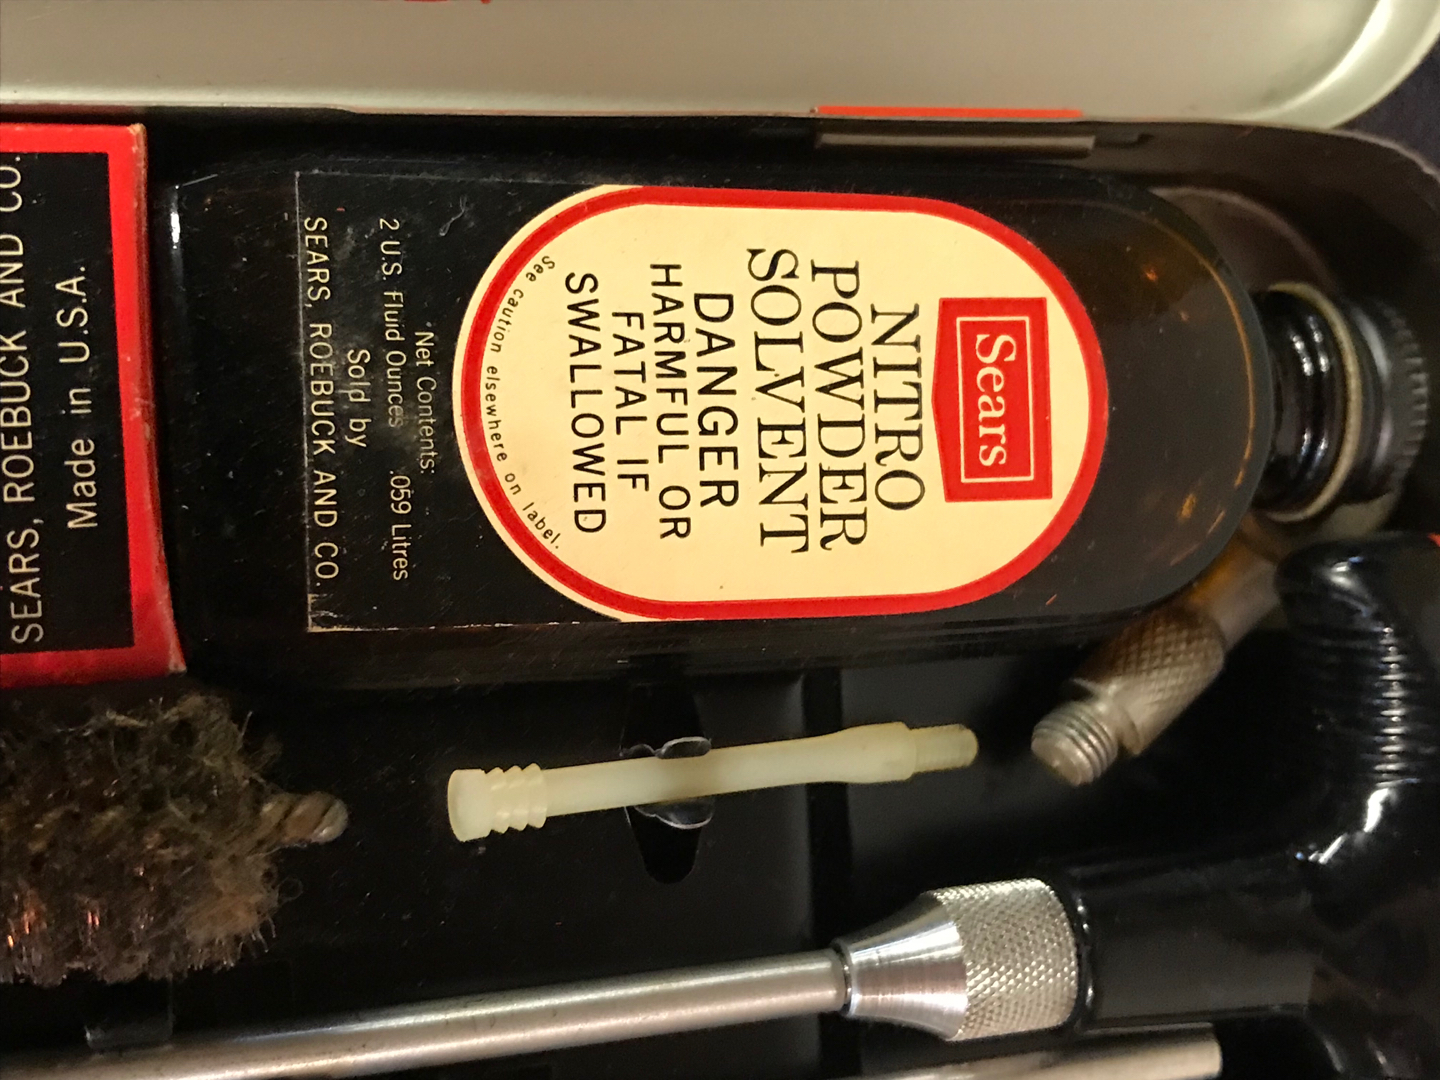 Sears
NITRO
POWDER
SOLVENT
DANGER
HARMFUL OR
FATAL IF
SWALLOWED
See caution elsewhere on label.
Net Contents:
2 U.S. Fluid Ounces .059 Litres
Sold by
SEARS, ROEBUCK AND CO.
SEARS, ROEBUCK AND CO.
Made in U.S.A.